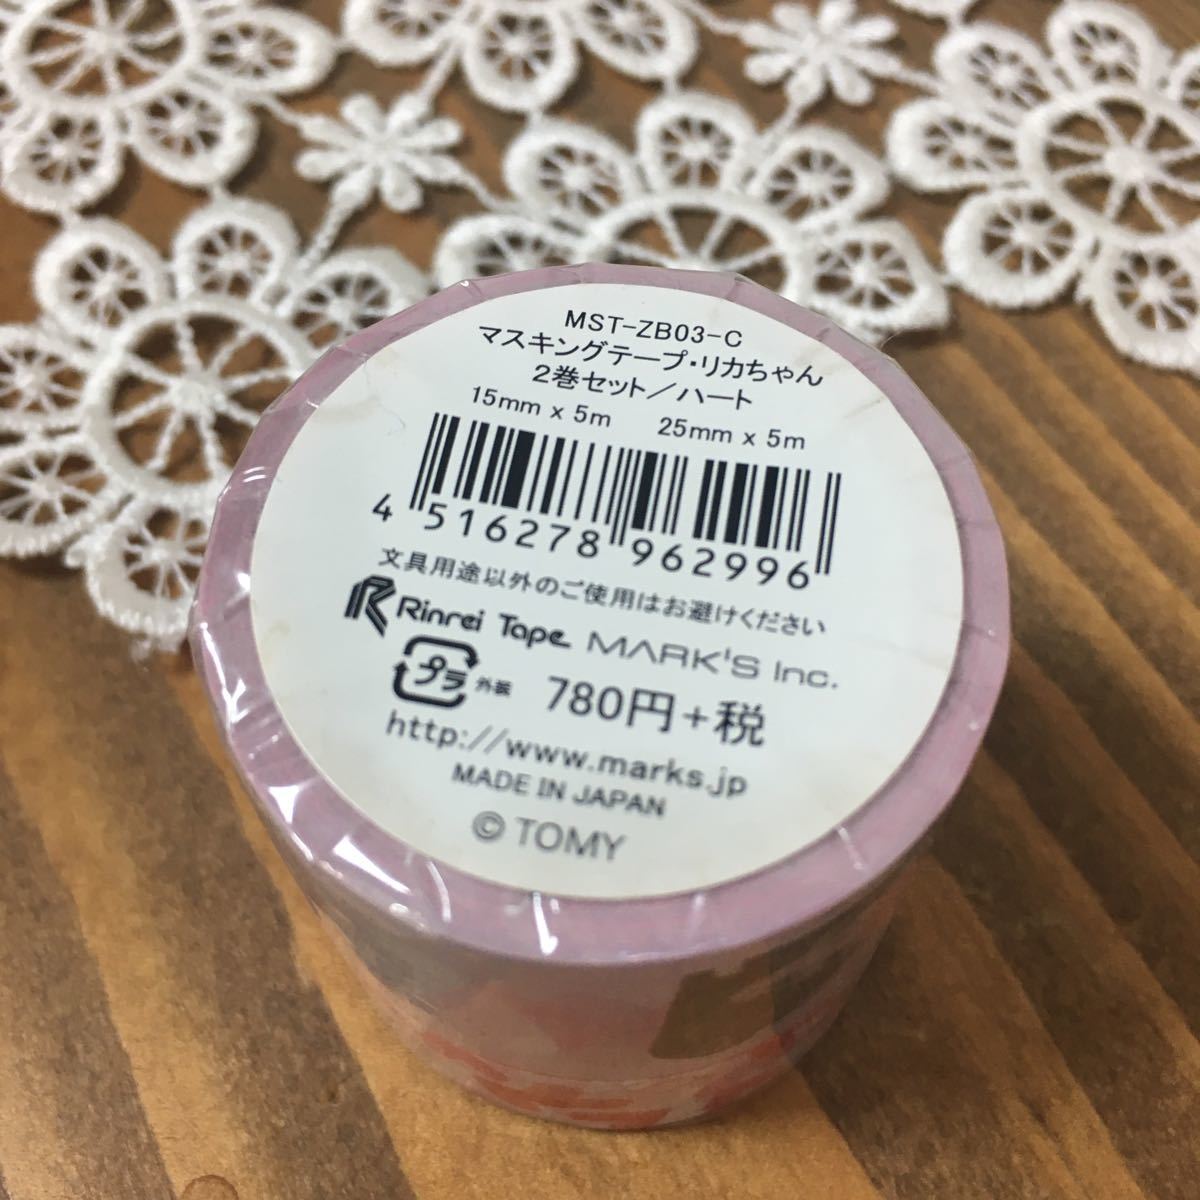 MST-ZB03-C
マスキングテープ・リカちゃん
2巻セット／ハート
15mm x 5m 25mm x 5m
4 516278 962996
文具用途以外のご使用はお避けください
Rinrei Tape MARK'S Inc.
プラ 外装 780円+税
http://www.marks.jp
MADE IN JAPAN
© TOMY